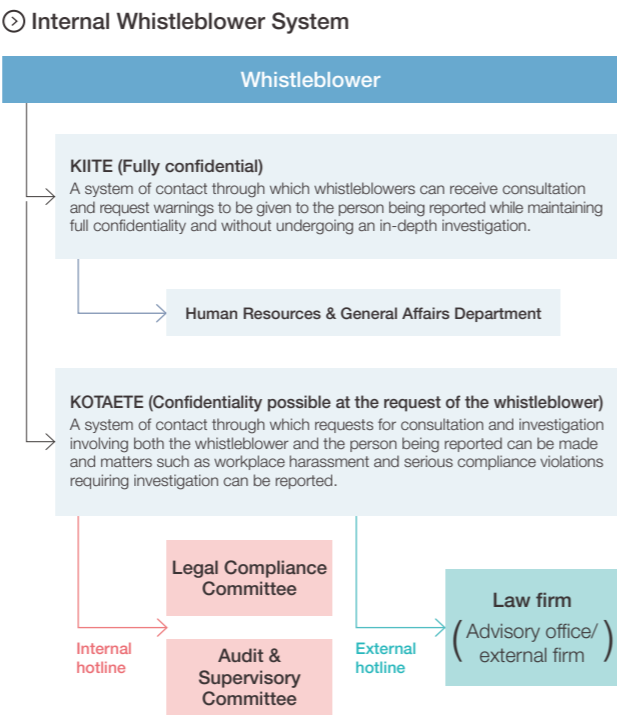 Internal Whistleblower System
Whistleblower
KIITE (Fully confidential)
A system of contact through which whistleblowers can receive consultation
and request warnings to be given to the person being reported while maintaining
full confidentiality and without undergoing an in-depth investigation.
Human Resources & General Affairs Department
KOTAETE (Confidentiality possible at the request of the whistleblower)
A system of contact through which requests for consultation and investigation
involving both the whistleblower and the person being reported can be made
and matters such as workplace harassment and serious compliance violations
requiring investigation can be reported.
Internal
hotline
Legal Compliance
Committee
Audit &
Supervisory
Committee
External
hotline
Law firm
(Advisory office/
external firm)